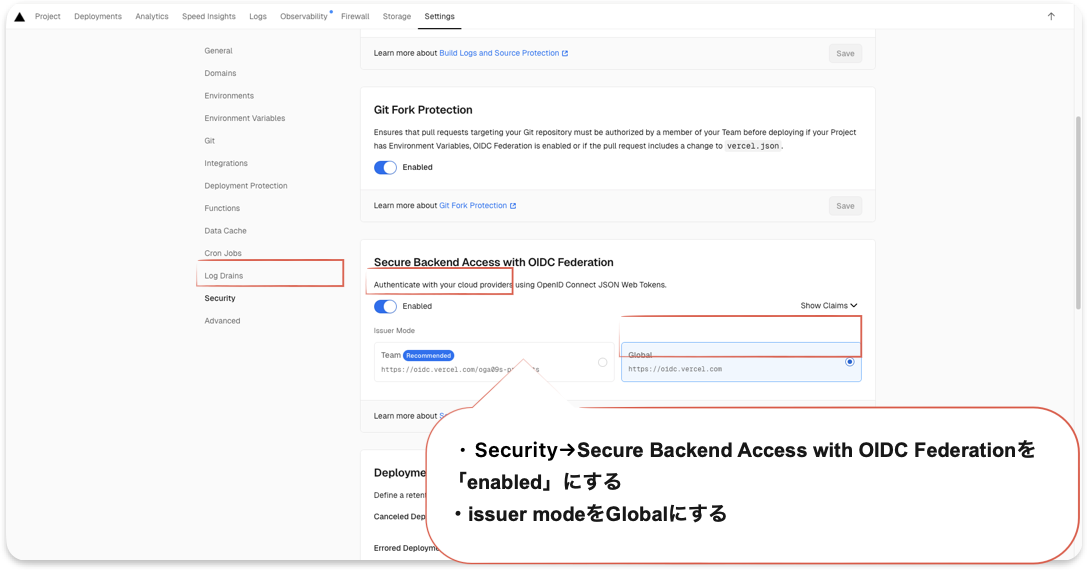 Project Deployments Analytics Speed Insights Logs Observability Firewall Storage Settings
General
Domains
Environments
Environment Variables
Git
Integrations
Deployment Protection
Functions
Data Cache
Cron Jobs
Log Drains
Security
Advanced
Learn more about Build Logs and Source Protection
Save
Git Fork Protection
Ensures that pull requests targeting your Git repository must be authorized by a member of your Team before deploying if your Project
has Environment Variables, OIDC Federation is enabled or if the pull request includes a change to vercel.json.
Enabled
Learn more about Git Fork Protection
Save
Secure Backend Access with OIDC Federation
Authenticate with your cloud providers using OpenID Connect JSON Web Tokens.
Enabled
Show Claims
Issuer Mode
Team Recommended
https://oidc.vercel.com/oga09s-pr
ts
Global
https://oidc.vercel.com
Learn more about
Deployme
Define a reten
Canceled Dep
Errored Deployme
・Security→Secure Backend Access with OIDC Federationを
「enabled」にする
・issuer modeをGlobalにする